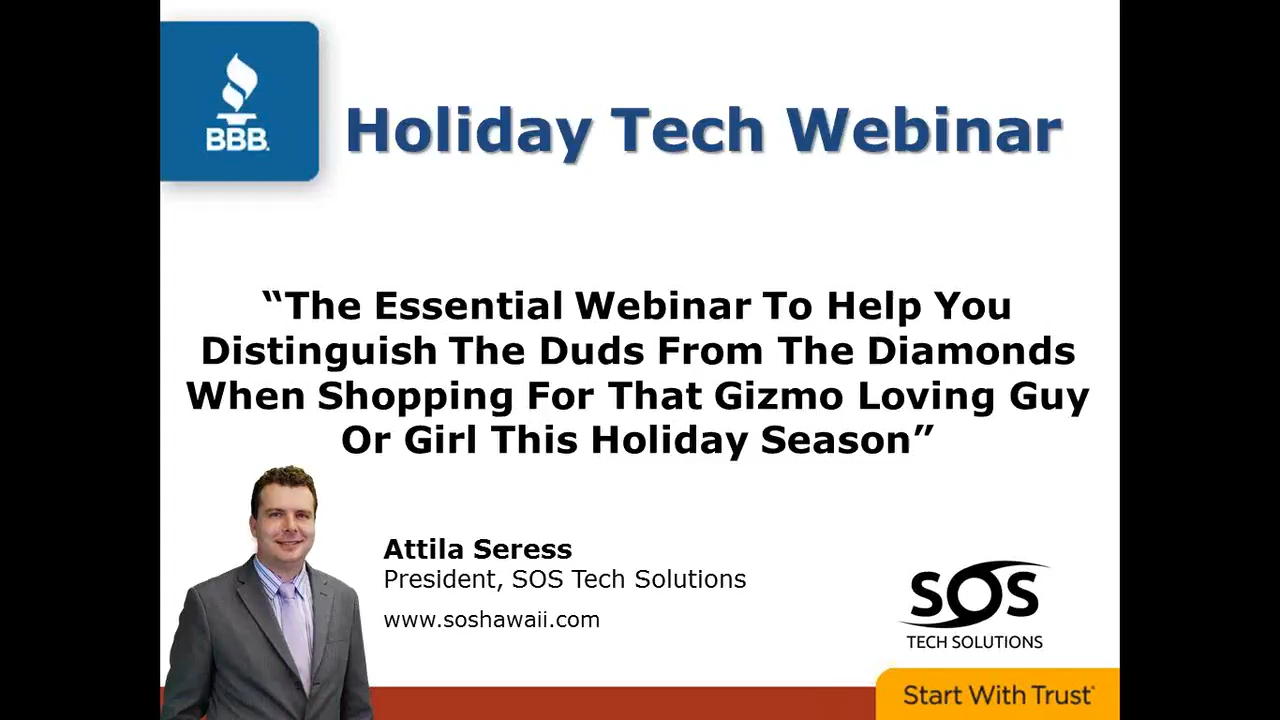 BBB.
Holiday Tech Webinar
“The Essential Webinar To Help You
Distinguish The Duds From The Diamonds
When Shopping For That Gizmo Loving Guy
Or Girl This Holiday Season”
Attila Seress
President, SOS Tech Solutions
www.soshawaii.com
SOS
TECH SOLUTIONS
Start With Trust